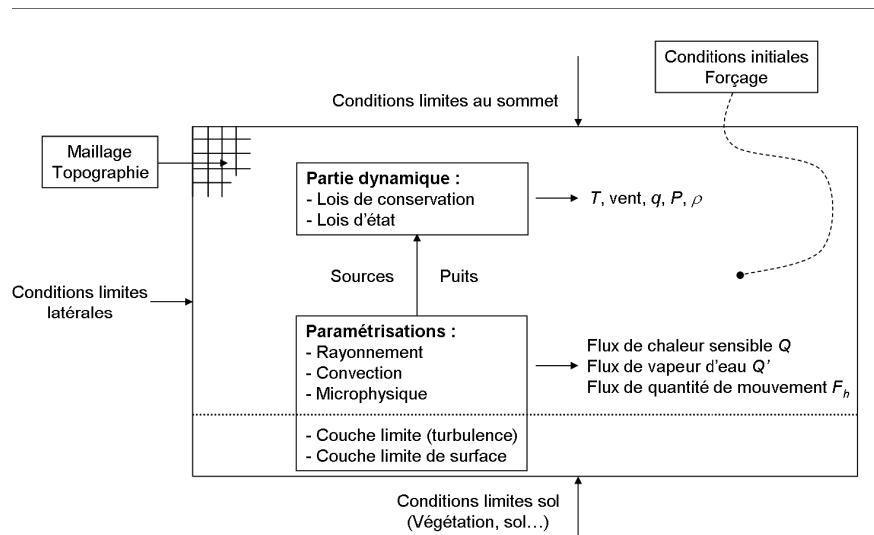 Conditions initiales
Forçage
Conditions limites au sommet
Maillage
Topographie
Partie dynamique :
- Lois de conservation
- Lois d'état
T, vent, q, P, ρ
Sources Puits
Conditions limites
latérales
Paramétrisations :
- Rayonnement
- Convection
- Microphysique
Flux de chaleur sensible Q
Flux de vapeur d'eau Q'
Flux de quantité de mouvement Fh
- Couche limite (turbulence)
- Couche limite de surface
Conditions limites sol
(Végétation, sol…)